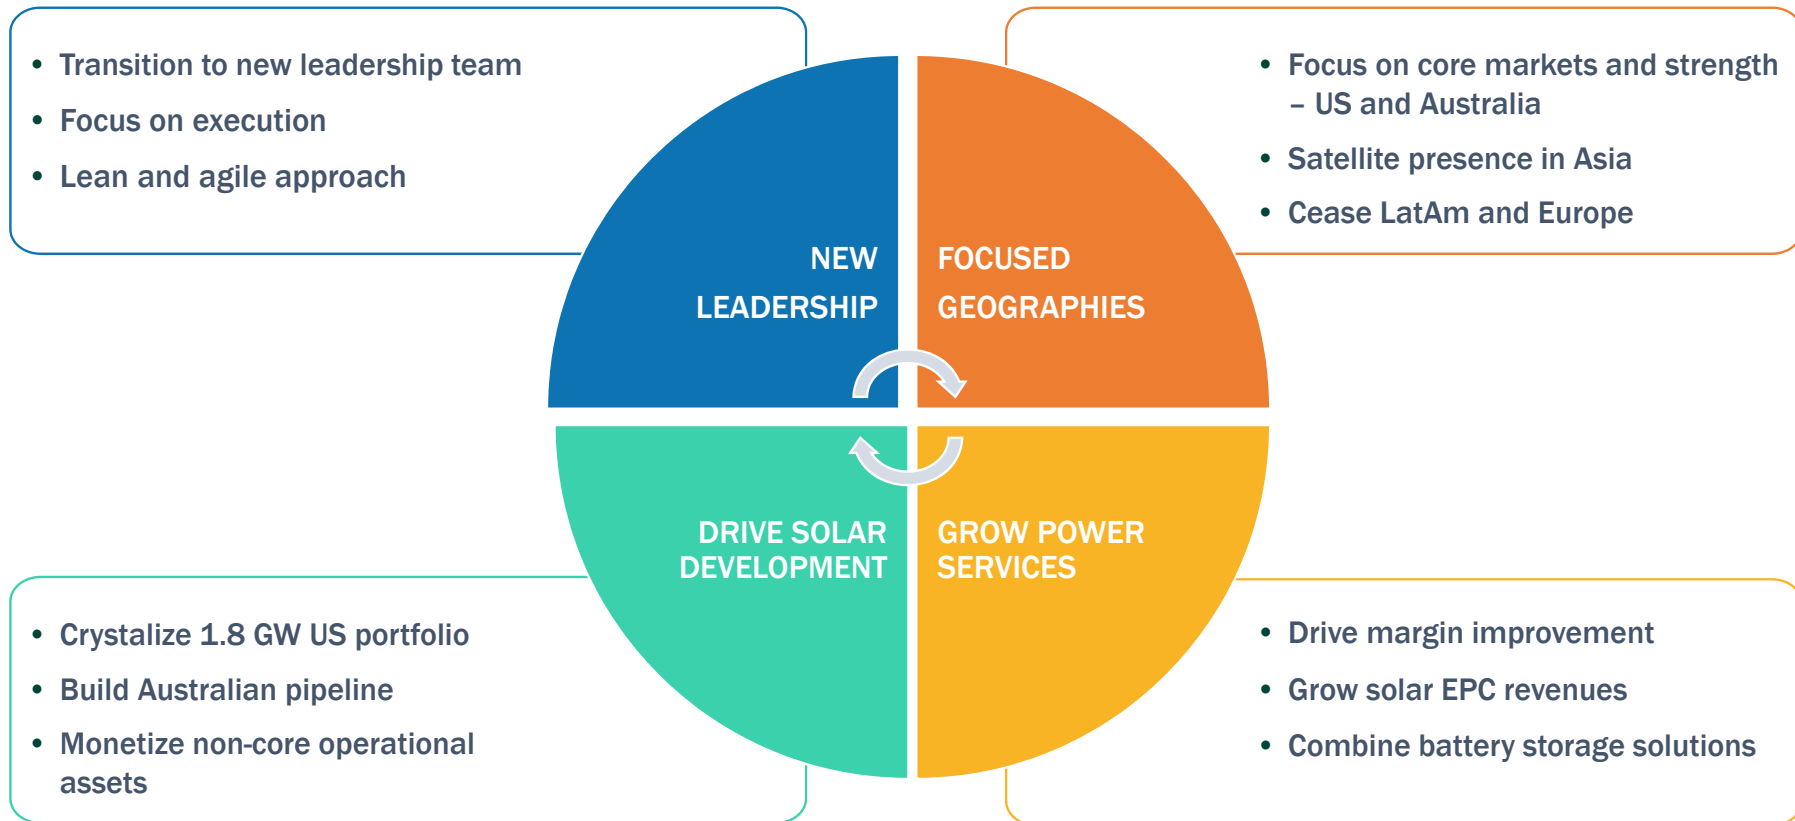 • Transition to new leadership team
• Focus on execution
• Lean and agile approach
• Focus on core markets and strength
– US and Australia
• Satellite presence in Asia
• Cease LatAm and Europe
NEW
LEADERSHIP
FOCUSED
GEOGRAPHIES
DRIVE SOLAR
DEVELOPMENT
GROW POWER
SERVICES
• Crystalize 1.8 GW US portfolio
• Build Australian pipeline
• Monetize non-core operational
assets
• Drive margin improvement
• Grow solar EPC revenues
• Combine battery storage solutions